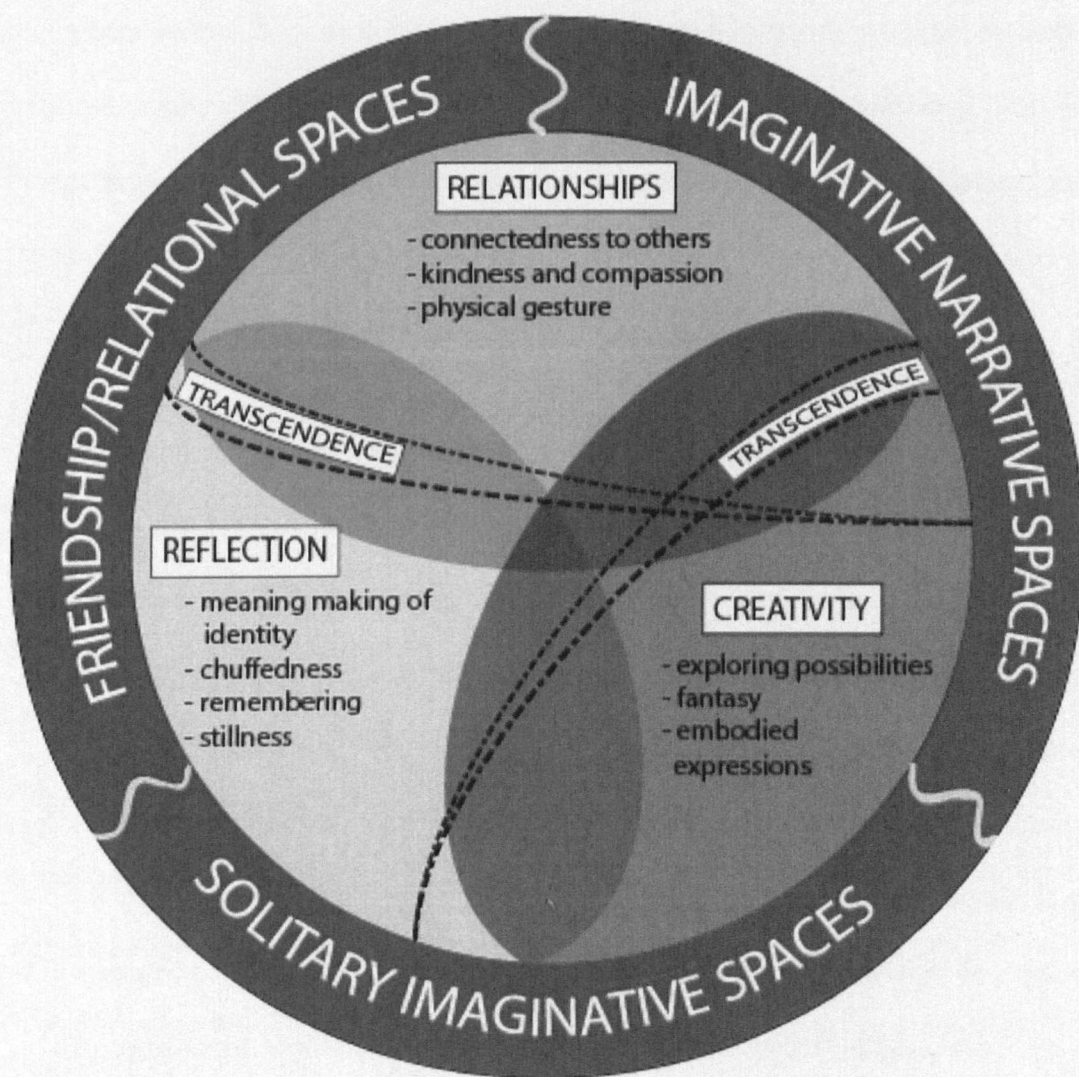 FRIENDSHIP/RELATIONAL SPACES
IMAGINATIVE NARRATIVE SPACES
RELATIONSHIPS
- connectedness to others
- kindness and compassion
- physical gesture
TRANSCENDENCE
TRANSCENDENCE
REFLECTION
- meaning making of
identity
- chuffedness
- remembering
- stillness
CREATIVITY
- exploring possibilities
- fantasy
- embodied
expressions
SOLITARY IMAGINATIVE SPACES